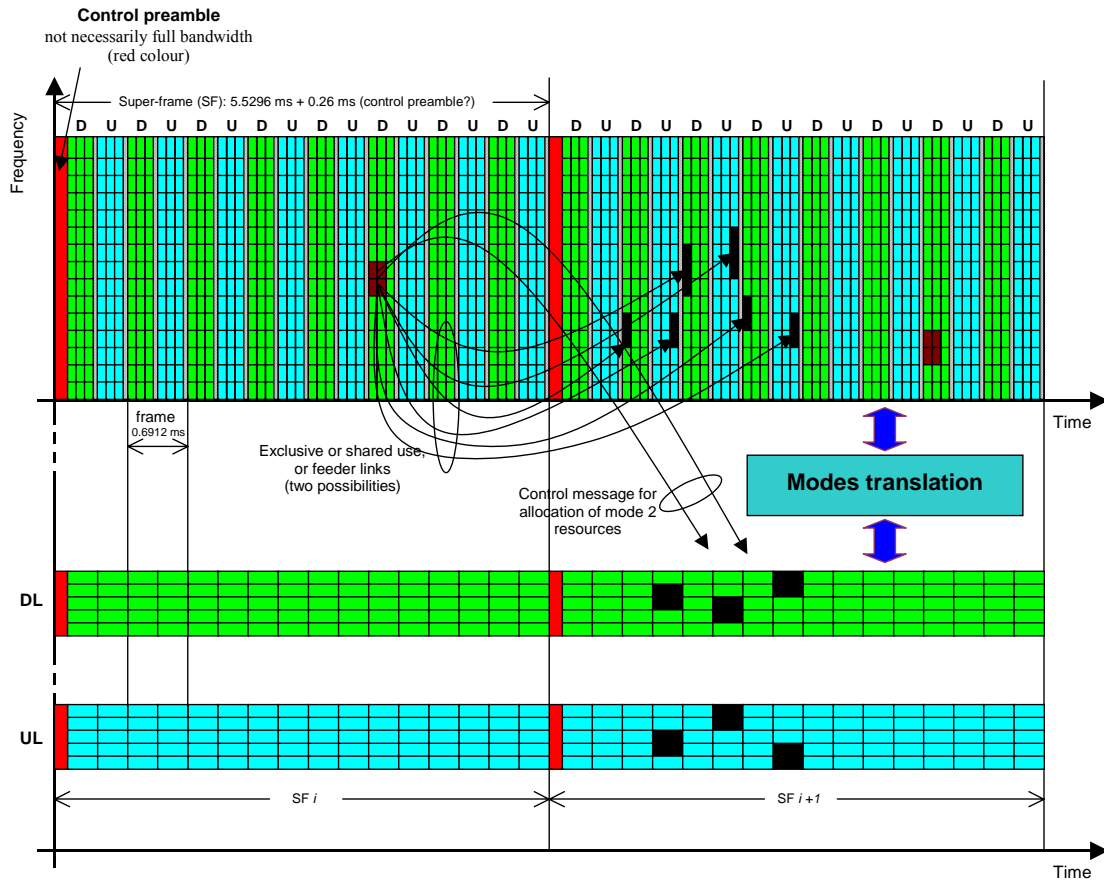 Control preamble
not necessarily full bandwidth
(red colour)
Super-frame (SF): 5.5296 ms + 0.26 ms (control preamble?)
D U D U D U D U D U D U D U D U D U D U D U D U D U D U D U D U
Frequency
Time
frame
0.6912 ms
Exclusive or shared use,
or feeder links
(two possibilities)
Control message for
allocation of mode 2
resources
Modes translation
DL
UL
SF i
SF i+1
Time